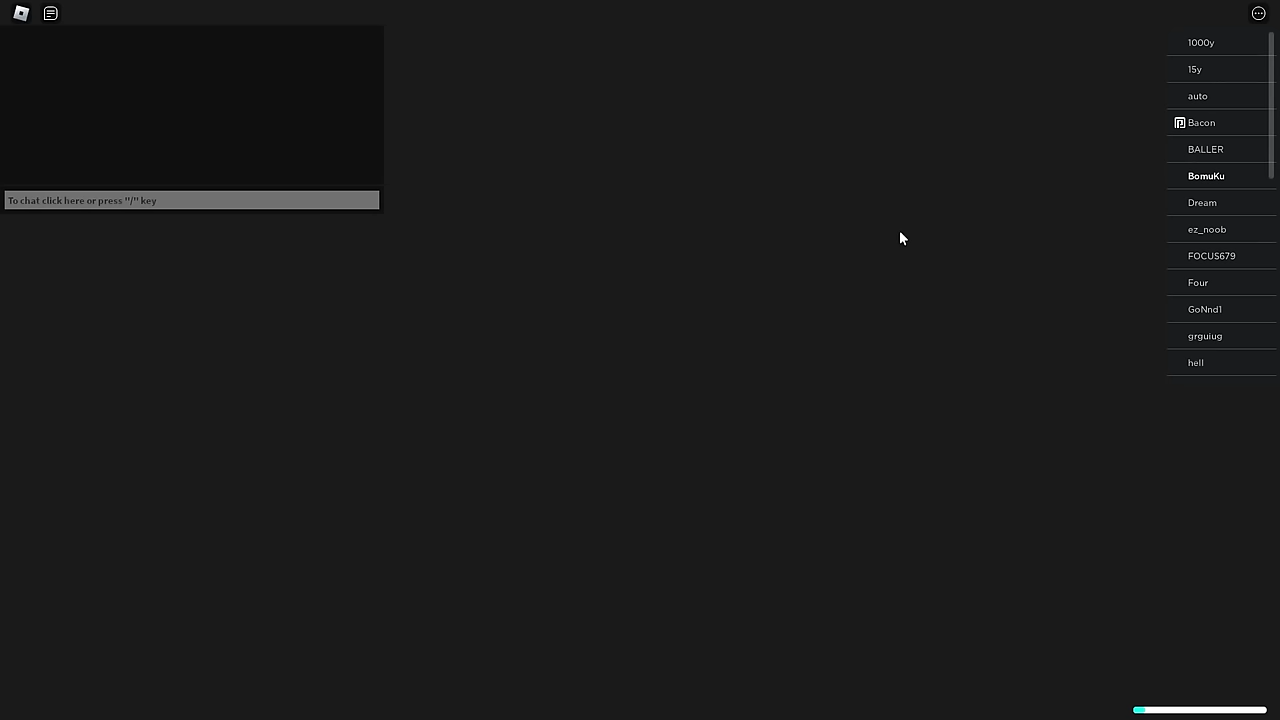 To chat click here or press "/" key
1000y
15y
auto
Bacon
BALLER
BomuKu
Dream
ez_noob
FOCUS679
Four
GoNnd1
grguiug
hell